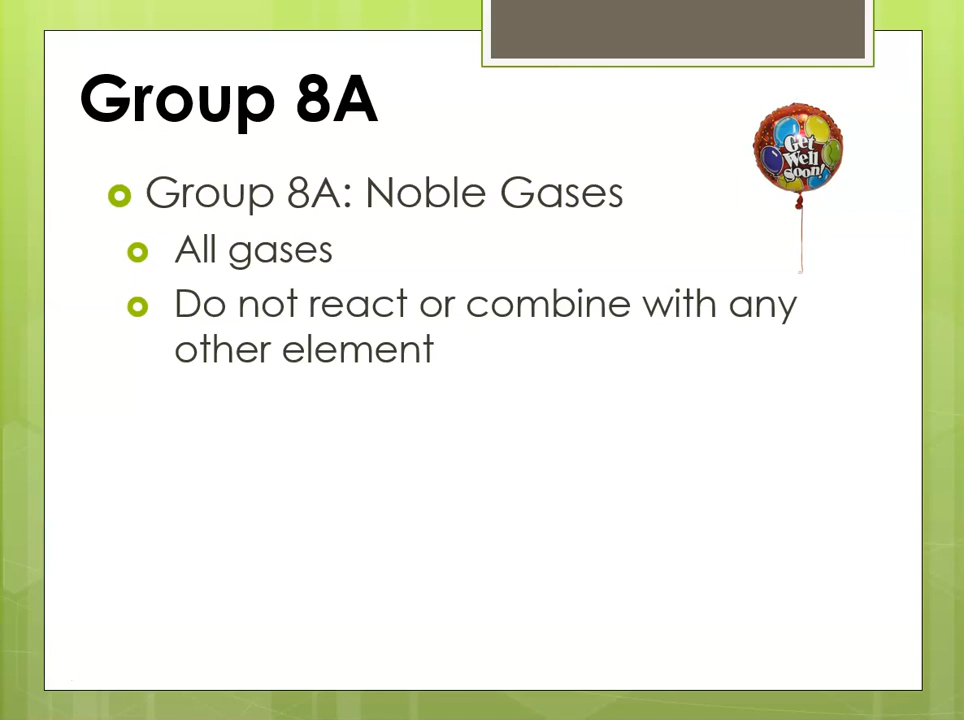 Group 8A
Group 8A: Noble Gases
All gases
Do not react or combine with any
other element
Get
Well
Soon!